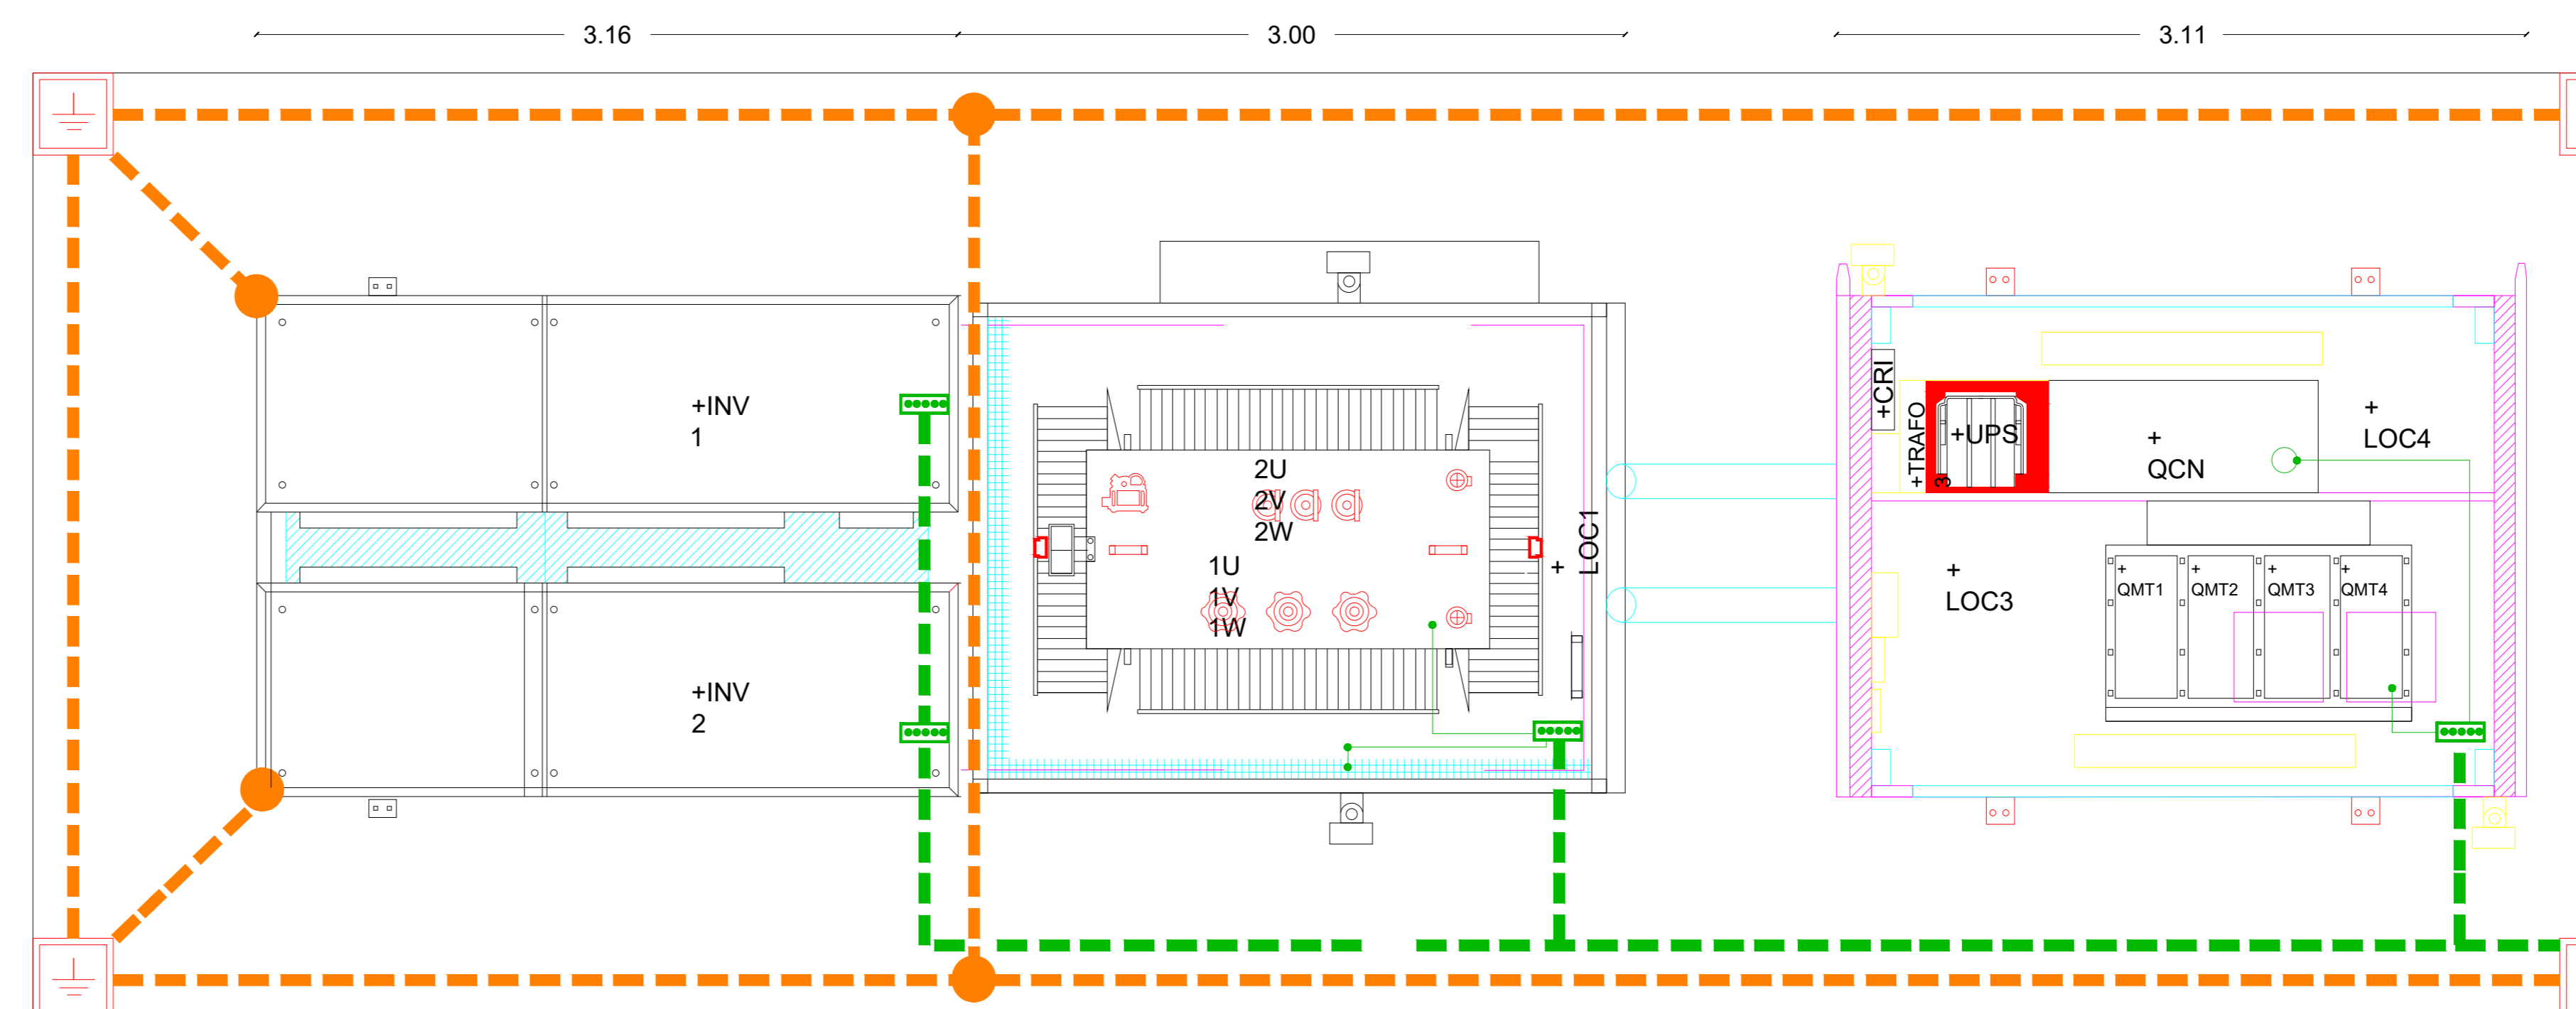 3.16
3.00
3.11
+INV
1
2U
2V
2W
1U
1V
1W
+
LOC1
+CRI
+TRAFO
3
+UPS
+
QCN
+
LOC4
+
LOC3
+
QMT1
+
QMT2
+
QMT3
+
QMT4
+INV
2